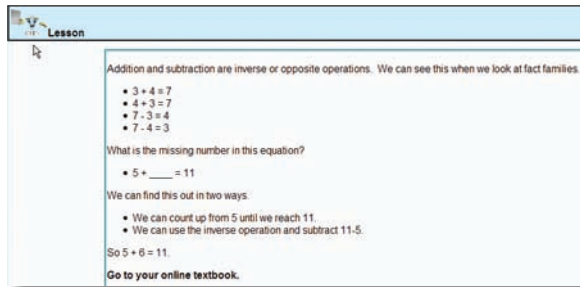 Lesson
Addition and subtraction are inverse or opposite operations. We can see this when we look at fact families.
• 3 + 4 = 7
• 4 + 3 = 7
• 7 - 3 = 4
• 7 - 4 = 3
What is the missing number in this equation?
• 5 + ____ = 11
We can find this out in two ways.
• We can count up from 5 until we reach 11.
• We can use the inverse operation and subtract 11-5.
So 5 + 6 = 11.
Go to your online textbook.